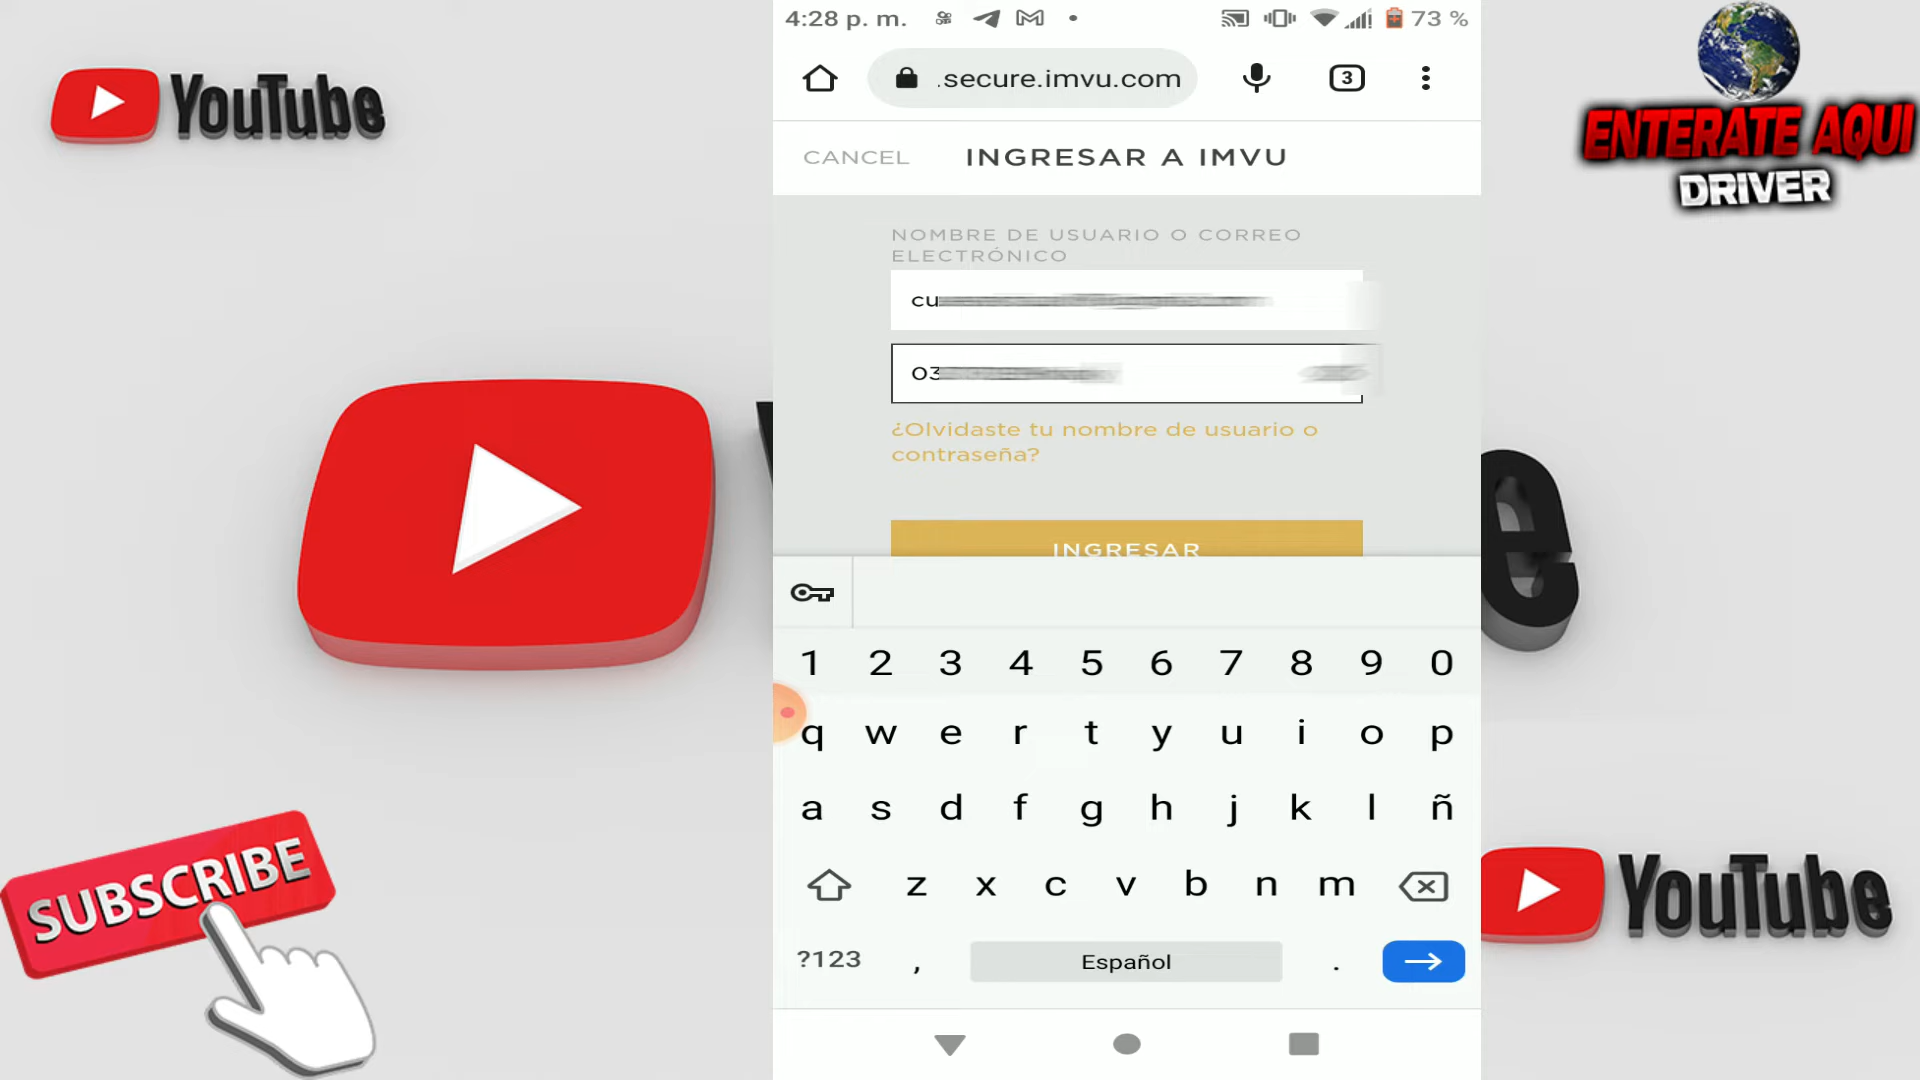 4:28 p. m.
73 %
YouTube
.secure.imvu.com
3
ENTERATE AQUI
DRIVER
CANCEL
INGRESAR A IMVU
NOMBRE DE USUARIO O CORREO
ELECTRÓNICO
cu
03
¿Olvidaste tu nombre de usuario o
contraseña?
INGRESAR
e
1 2 3 4 5 6 7 8 9 0
q w e r t y u i o p
a s d f g h j k l ñ
z x c v b n m
?123 , Español .
SUBSCRIBE
YouTube